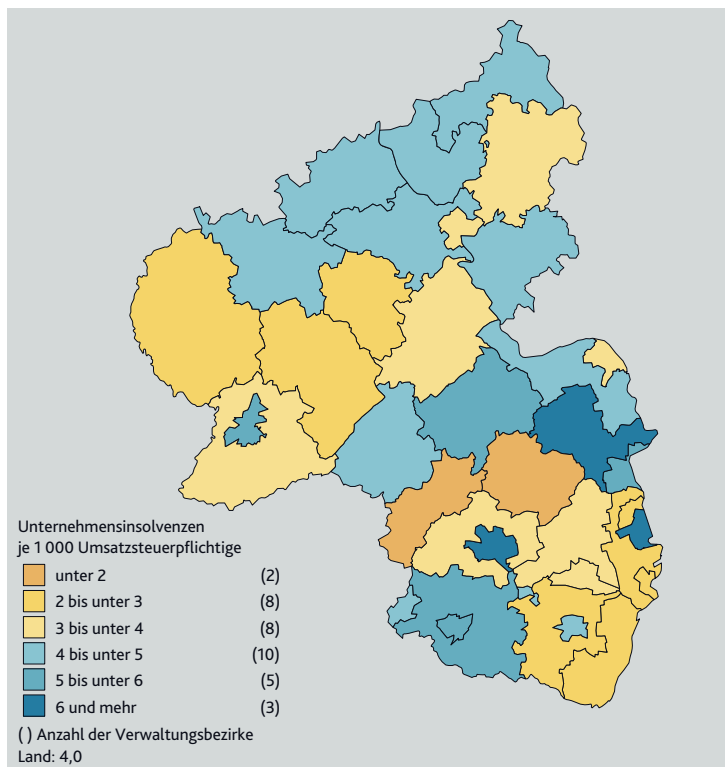 Unternehmensinsolvenzen
je 1 000 Umsatzsteuerpflichtige
unter 2 (2)
2 bis unter 3 (8)
3 bis unter 4 (8)
4 bis unter 5 (10)
5 bis unter 6 (5)
6 und mehr (3)
( ) Anzahl der Verwaltungsbezirke
Land: 4,0